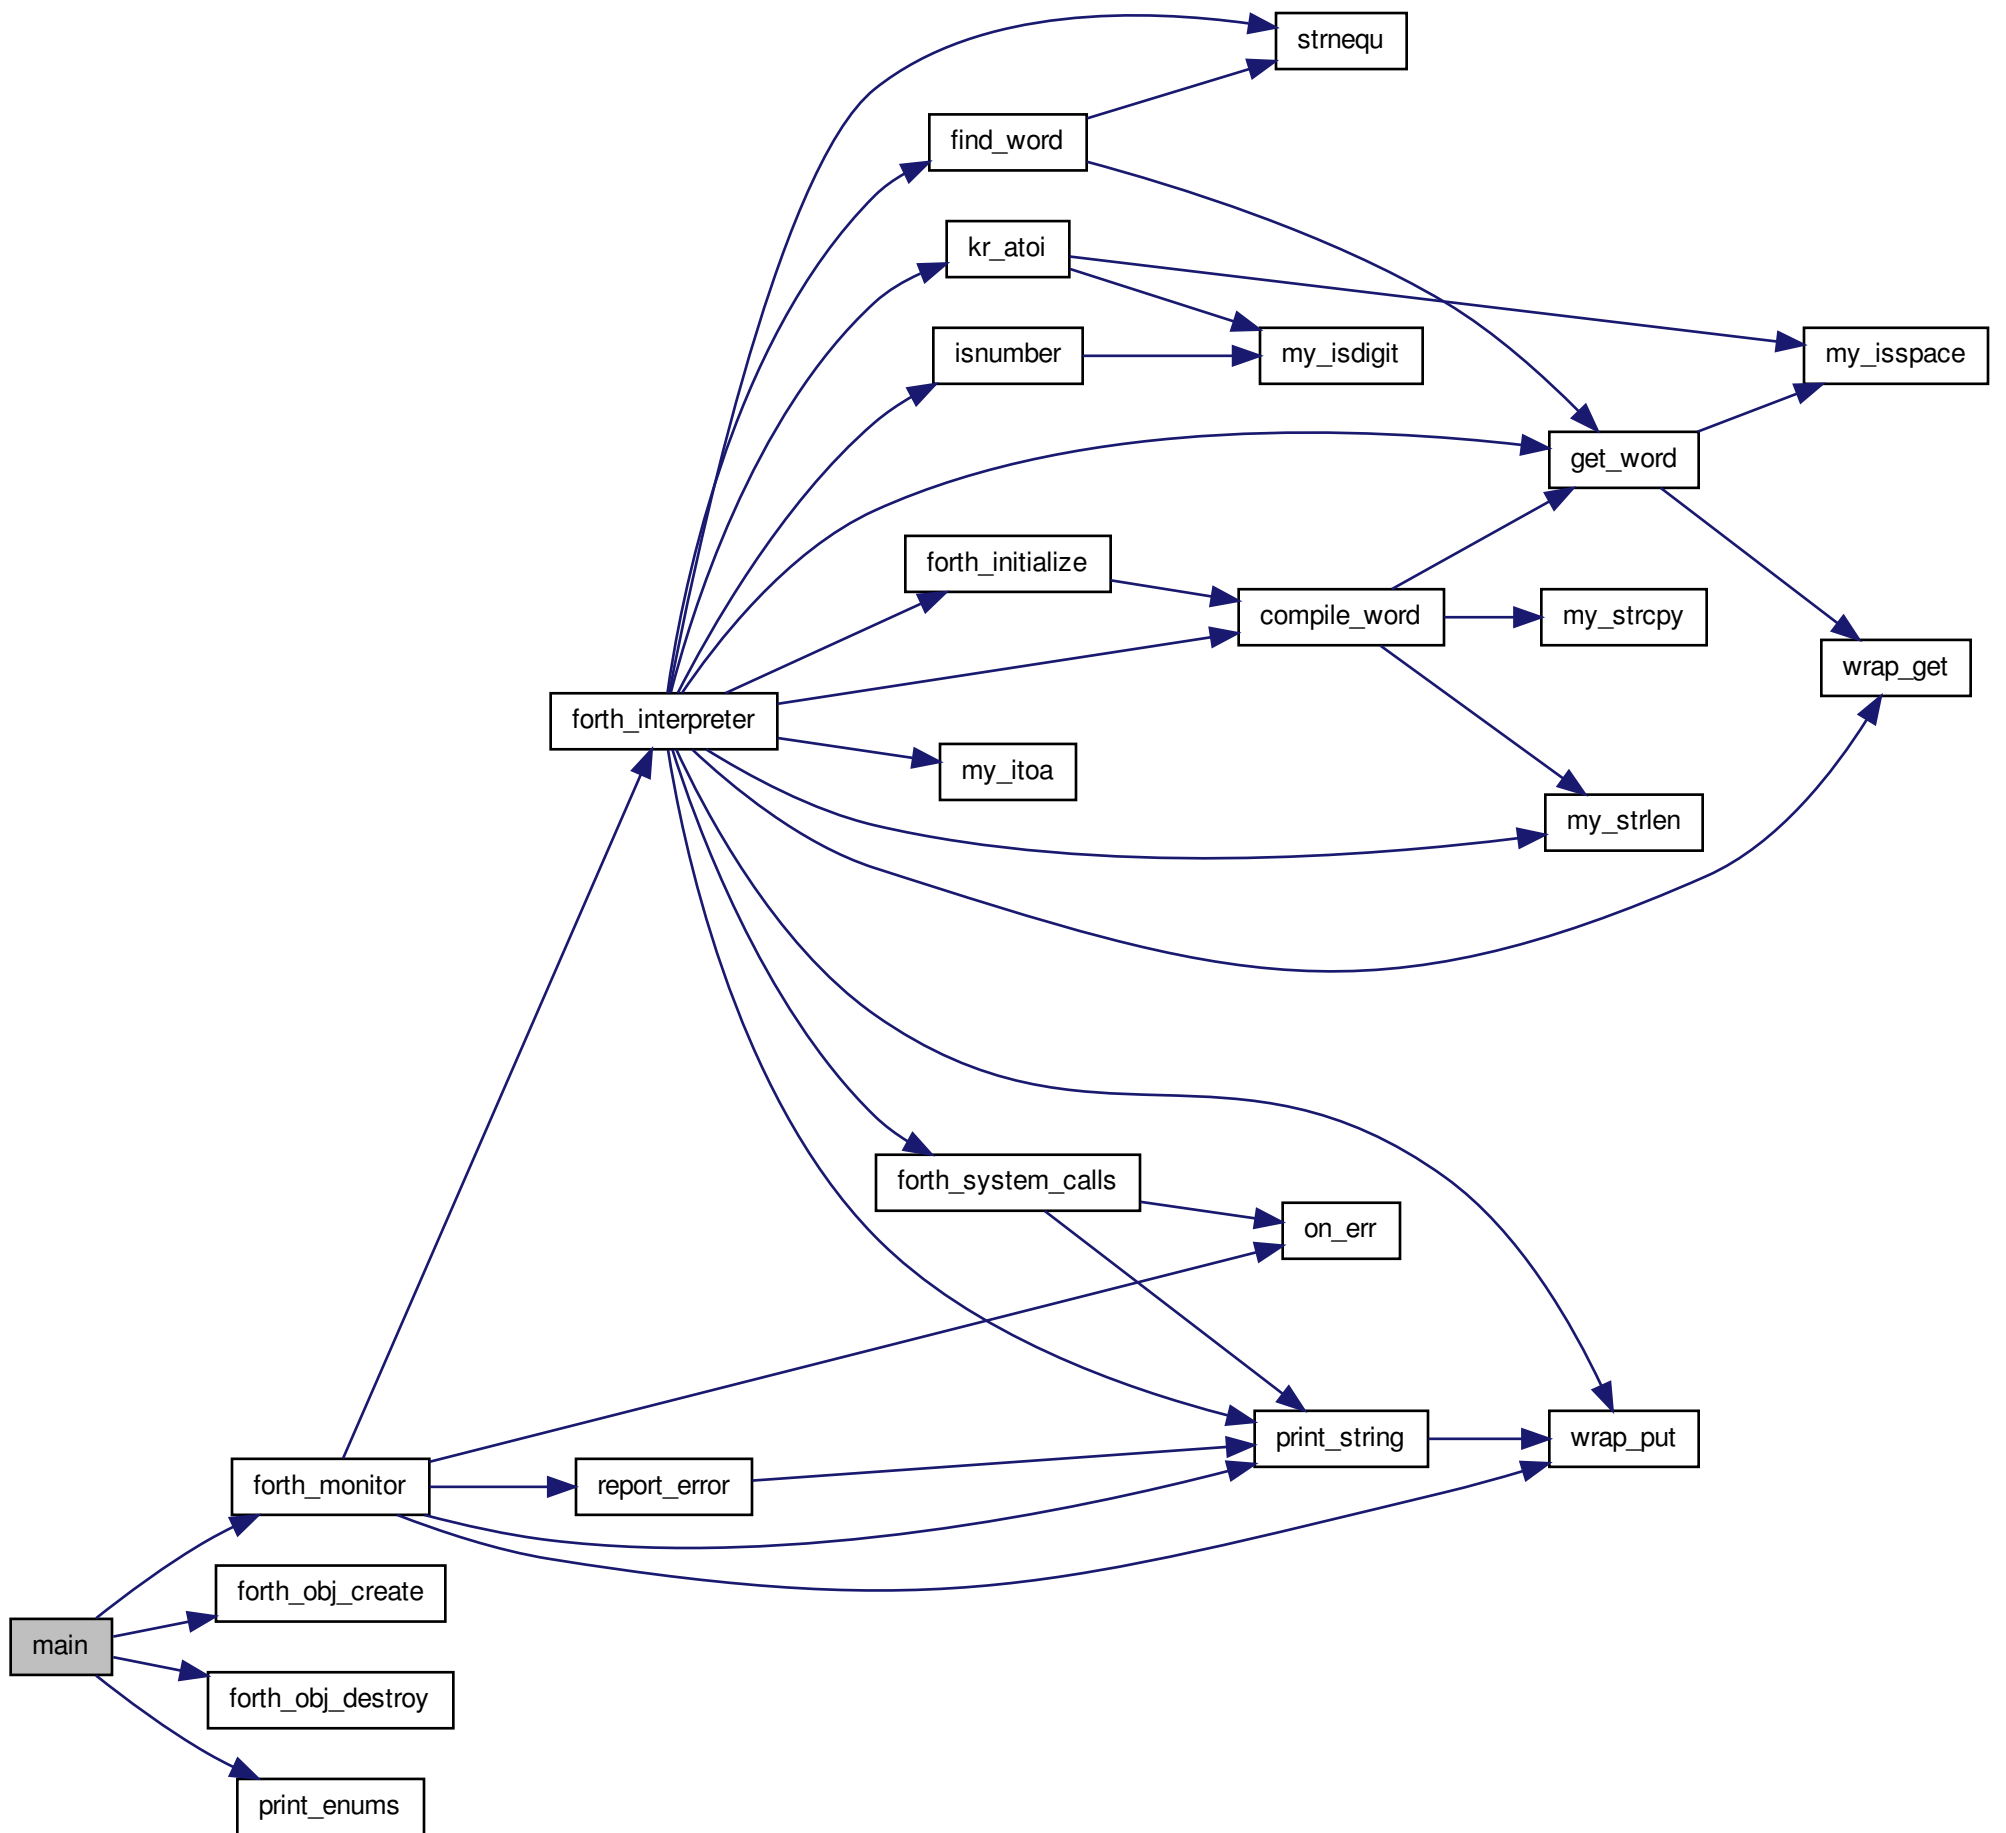 strnequ
find_word
kr_atoi
isnumber
my_isdigit
my_isspace
get_word
forth_initialize
compile_word
my_strcpy
wrap_get
forth_interpreter
my_itoa
my_strlen
forth_system_calls
on_err
print_string
wrap_put
forth_monitor
report_error
forth_obj_create
main
forth_obj_destroy
print_enums